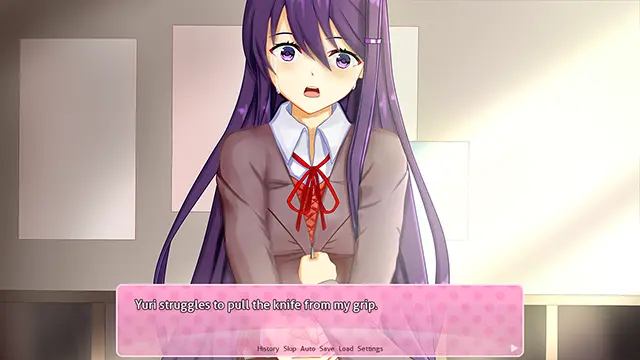 Yuri struggles to pull the knife from my grip.
History Skip Auto Save Load Settings